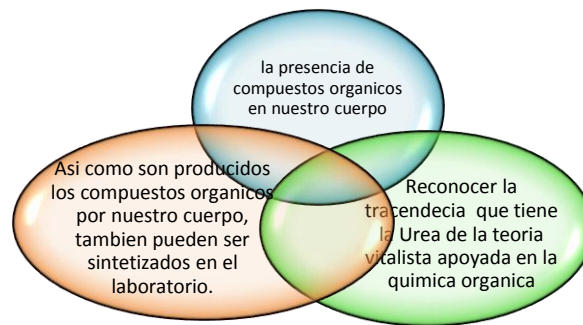 la presencia de
compuestos organicos
en nuestro cuerpo
Asi como son producidos
los compuestos organicos
por nuestro cuerpo,
tambien pueden ser
sintetizados en el
laboratorio.
Reconocer la
tracendecia que tiene
la Urea de la teoria
vitalista apoyada en la
quimica organica